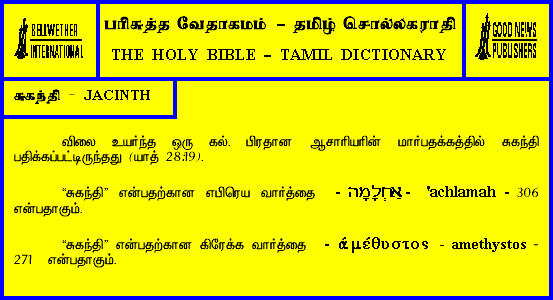 BELLWETHER
INTERNATIONAL
பரிசுத்த வேதாகமம் – தமிழ் சொல்லகராதி
THE HOLY BIBLE – TAMIL DICTIONARY
GOOD NEWS
PUBLISHERS
சுகந்தி – JACINTH
விலை உயர்ந்த ஒரு கல். பிரதான ஆசாரியரின் மார்பதக்கத்தில் சுகந்தி
பதிக்கப்பட்டிருந்தது (யாத் 28:19).
“சுகந்தி” என்பதற்கான எபிரெய வார்த்தை - אַחְלָמָה - 'achlamah - 306
என்பதாகும்.
“சுகந்தி” என்பதற்கான கிரேக்க வார்த்தை - ἀμέθυστος - amethystos -
271 என்பதாகும்.